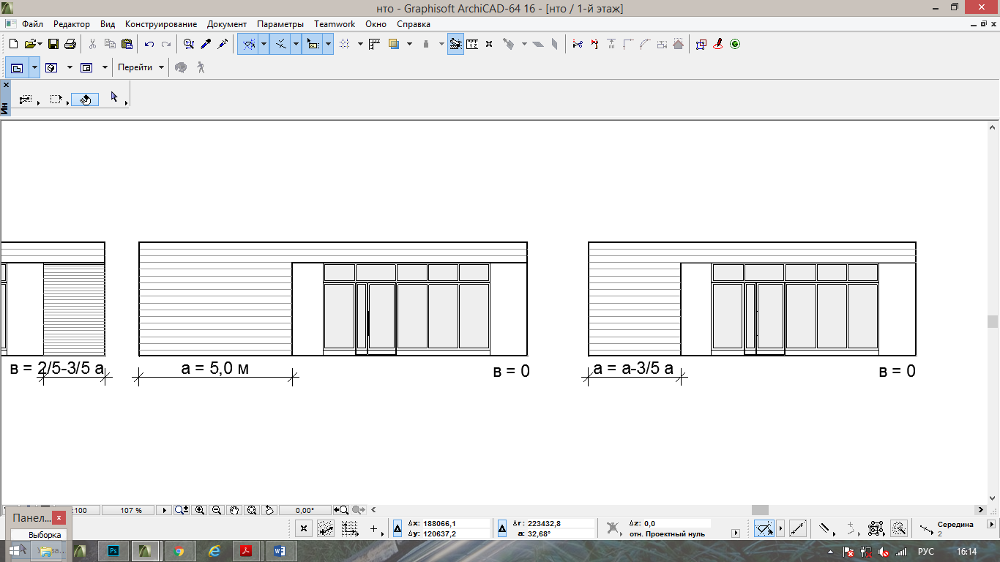 нто - Graphisoft ArchiCAD-64 16 - [нто / 1-й этаж]
Файл Редактор Вид Конструирование Документ Параметры Teamwork Окно Справка
Перейти
Ин
в = 2/5-3/5 а
а = 5,0 м
в = 0
а = а-3/5 а
в = 0
:100 107 % 0,00°
Панел...
Выборка
Δx: 188066,1
Δy: 120637,2
Δr: 223432,8
a: 32,68°
Δz: 0,0
отн. Проектный нуль
Середина
2
Ps
РУС
16:14